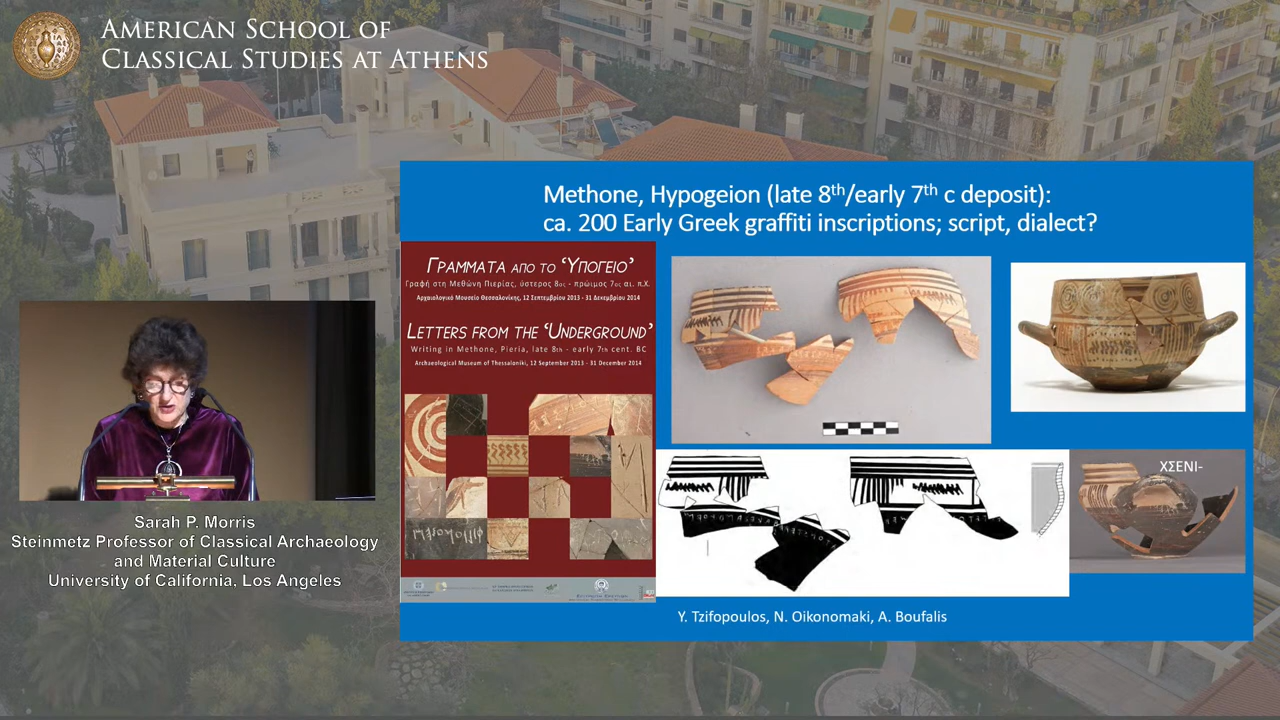 AMERICAN SCHOOL OF
CLASSICAL STUDIES AT ATHENS
Methone, Hypogeion (late 8th/early 7th c deposit):
ca. 200 Early Greek graffiti inscriptions; script, dialect?
ΓΡΑΜΜΑΤΑ ΑΠΟ ΤΟ ‘ΥΠΟΓΕΙΟ’
Γραφή στη Μεθώνη Πιερίας, ύστερος 8ος - πρώιμος 7ος αι. π.Χ.
Αρχαιολογικό Μουσείο Θεσσαλονίκης, 12 Σεπτεμβρίου 2013 - 31 Δεκεμβρίου 2014
LETTERS FROM THE ‘UNDERGROUND’
Writing in Methone, Pieria, late 8th - early 7th cent. BC
Archaeological Museum of Thessaloniki, 12 September 2013 - 31 December 2014
ΧΣΕΝΙ-
Y. Tzifopoulos, N. Oikonomaki, A. Boufalis
Sarah P. Morris
Steinmetz Professor of Classical Archaeology
and Material Culture
University of California, Los Angeles